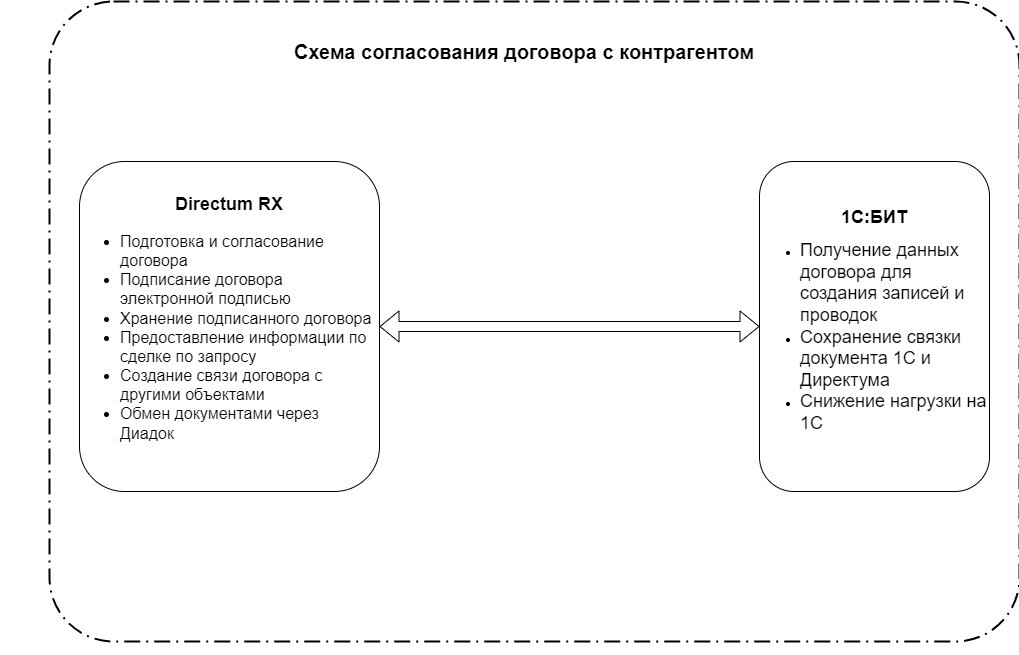 Схема согласования договора с контрагентом
Directum RX
Подготовка и согласование
договора
Подписание договора
электронной подписью
Хранение подписанного договора
Предоставление информации по
сделке по запросу
Создание связи договора с
другими объектами
Обмен документами через
Диадок
1С:БИТ
Получение данных
договора для
создания записей и
проводок
Сохранение связки
документа 1С и
Директума
Снижение нагрузки на
1С